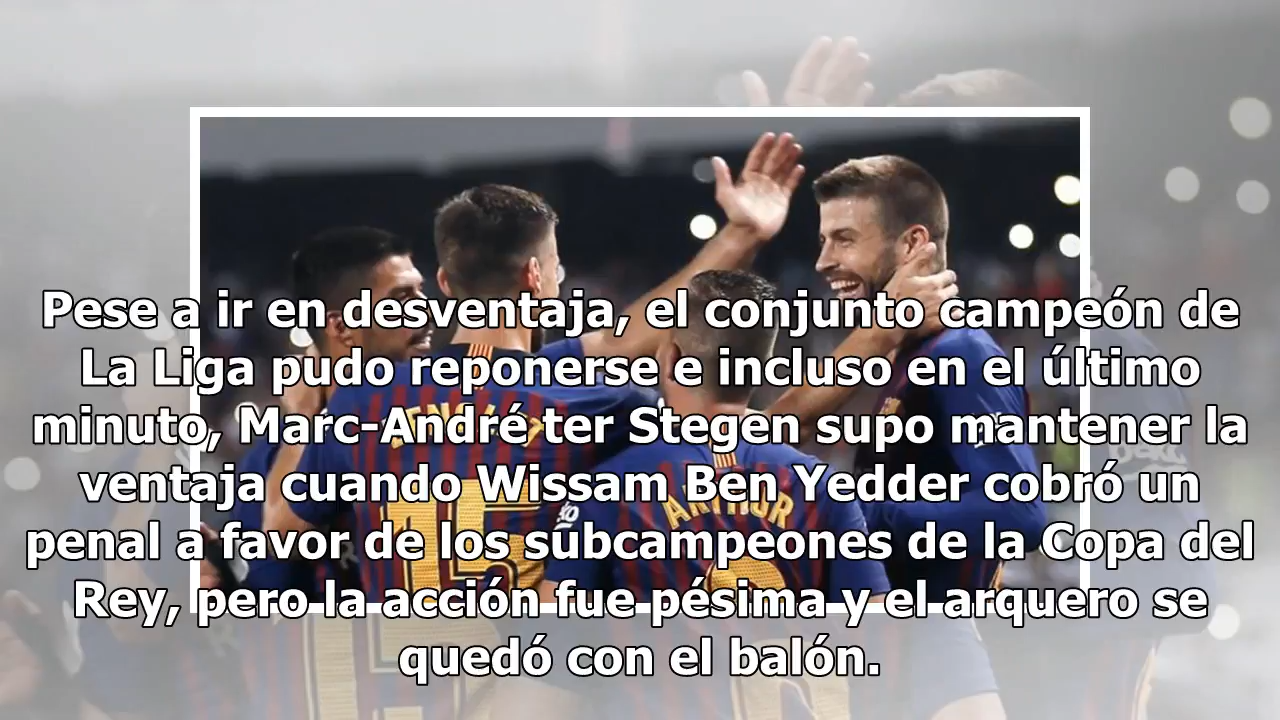 Pese a ir en desventaja, el conjunto campeón de
La Liga pudo reponerse e incluso en el último
minuto, Marc-André ter Stegen supo mantener la
ventaja cuando Wissam Ben Yedder cobró un
penal a favor de los subcampeones de la Copa del
Rey, pero la acción fue pésima y el arquero se
quedó con el balón.
ARTHUR
15